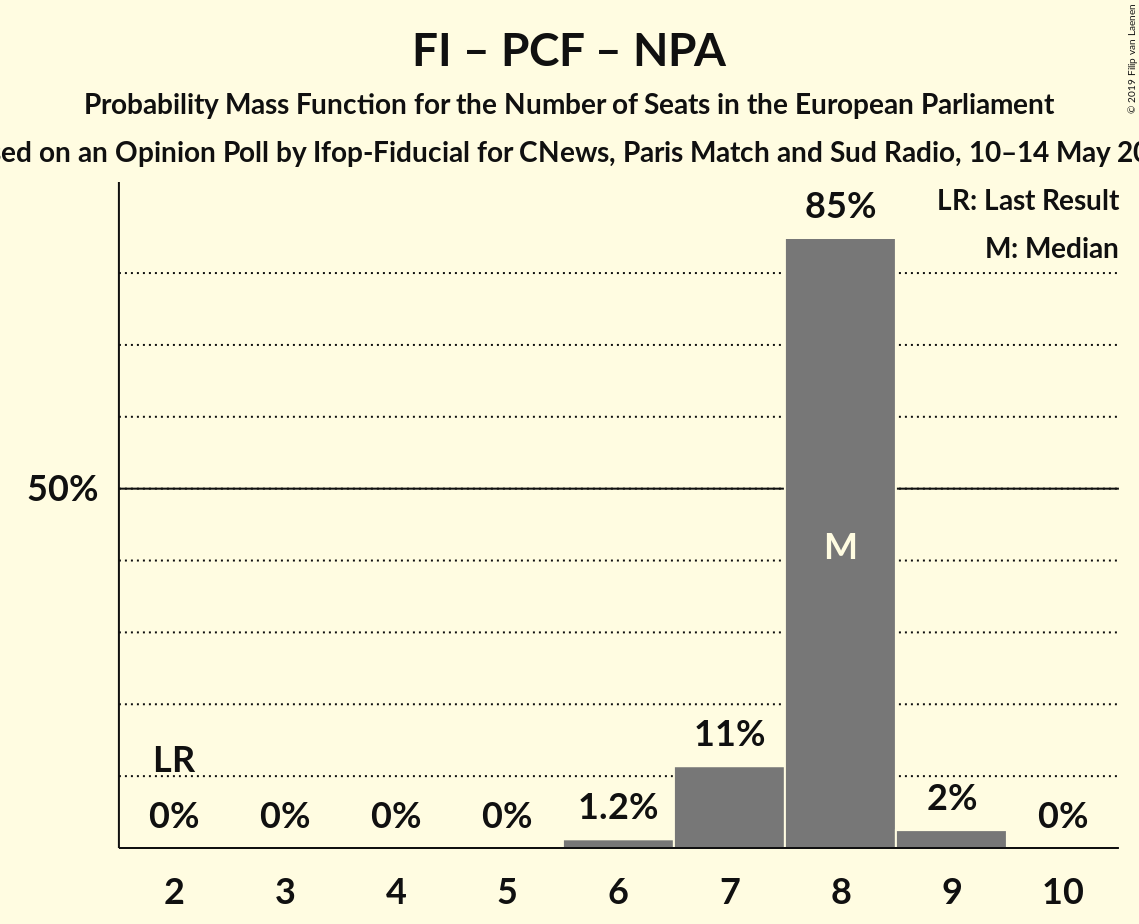 FI – PCF – NPA
Probability Mass Function for the Number of Seats in the European Parliament
on an Opinion Poll by Ifop-Fiducial for CNews, Paris Match and Sud Radio, 10–14 May
© 2019 Filip van Laenen
LR: Last Result
M: Median
85%
50%
M
11%
LR
0% 0% 0% 0% 1.2% 2% 0%
2 3 4 5 6 7 8 9 10